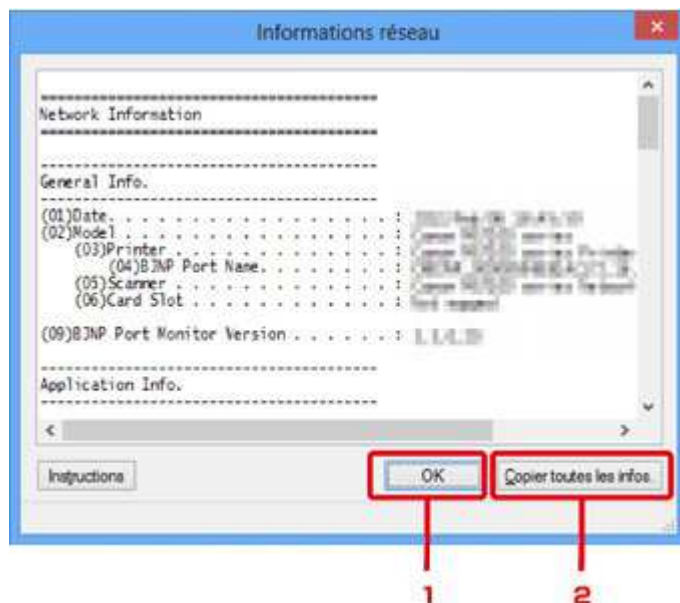 Informations réseau
========================================
Network Information
========================================
----------------------------------------
General Info.
----------------------------------------
(01)Date. . . . . . . . . . . . . . . . . :
(02)Model . . . . . . . . . . . . . . . . :
(03)Printer . . . . . . . . . . . . . :
(04)BJNP Port Name. . . . . . . . . :
(05)Scanner . . . . . . . . . . . . . :
(06)Card Slot . . . . . . . . . . . . :
(09)BJNP Port Monitor Version . . . . . . :
----------------------------------------
Application Info.
----------------------------------------
Instructions
OK
Copier toutes les infos.
1
2